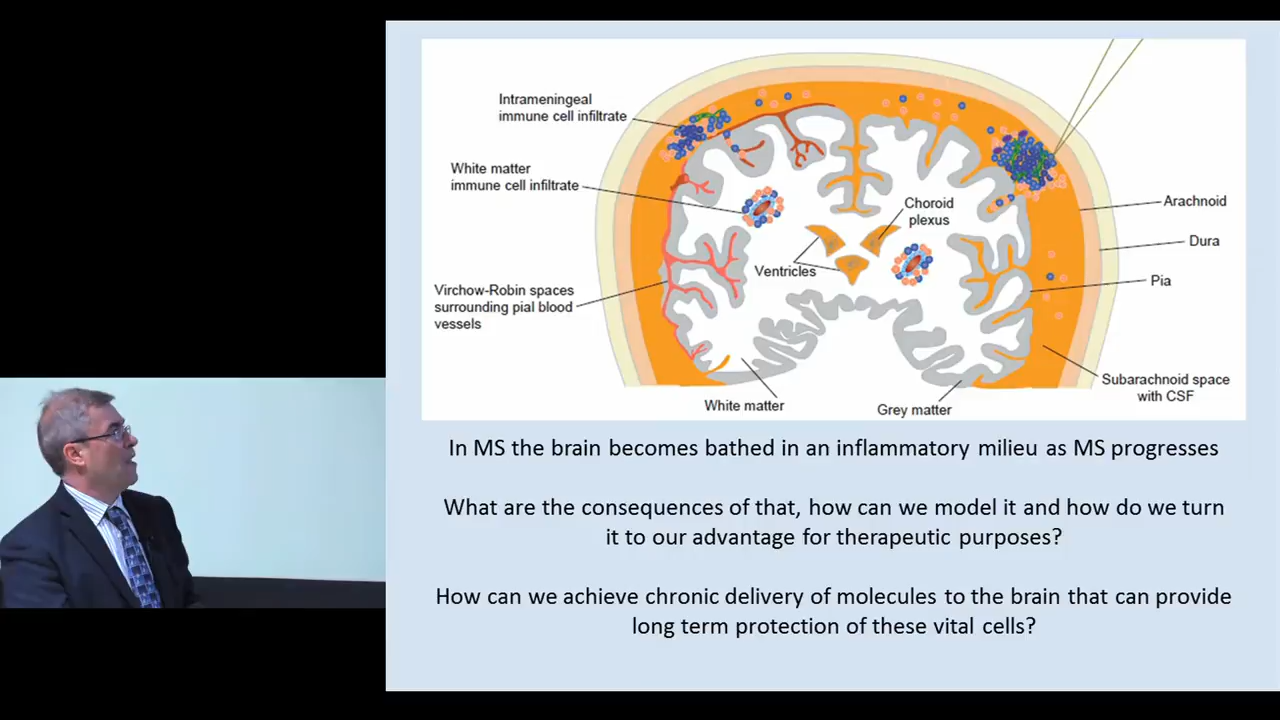 Intrameningeal
immune cell infiltrate
White matter
immune cell infiltrate
Virchow-Robin spaces
surrounding pial blood
vessels
Choroid
plexus
Ventricles
Arachnoid
Dura
Pia
Subarachnoid space
with CSF
White matter
Grey matter
In MS the brain becomes bathed in an inflammatory milieu as MS progresses
What are the consequences of that, how can we model it and how do we turn
it to our advantage for therapeutic purposes?
How can we achieve chronic delivery of molecules to the brain that can provide
long term protection of these vital cells?